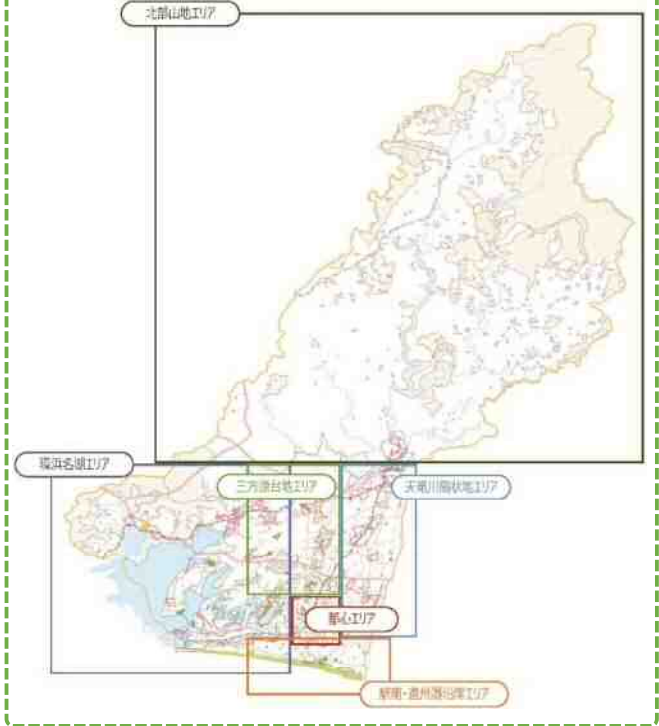 北部山地エリア
環浜名湖エリア
三方原台地エリア
天竜川扇状地エリア
都心エリア
駅南・遠州灘沿岸エリア